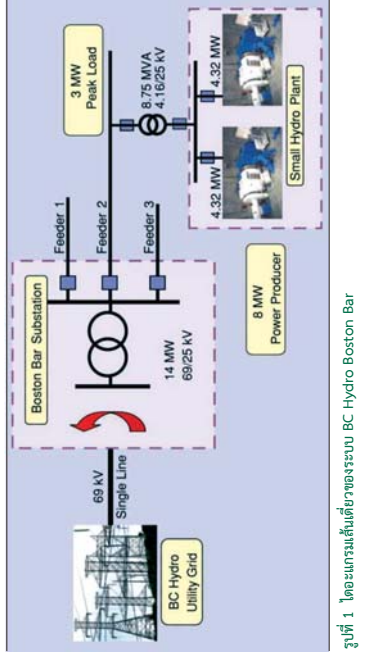 BC Hydro
Utility Grid
69 kV
Single Line
Boston Bar Substation
14 MW
69/25 kV
Feeder 1
Feeder 2
Feeder 3
3 MW
Peak Load
8.75 MVA
4.16/25 kV
8 MW
Power Producer
4.32 MW
4.32 MW
Small Hydro Plant
รูปที่ 1 ไดอะแกรมเส้นเดี่ยวของระบบ BC Hydro Boston Bar